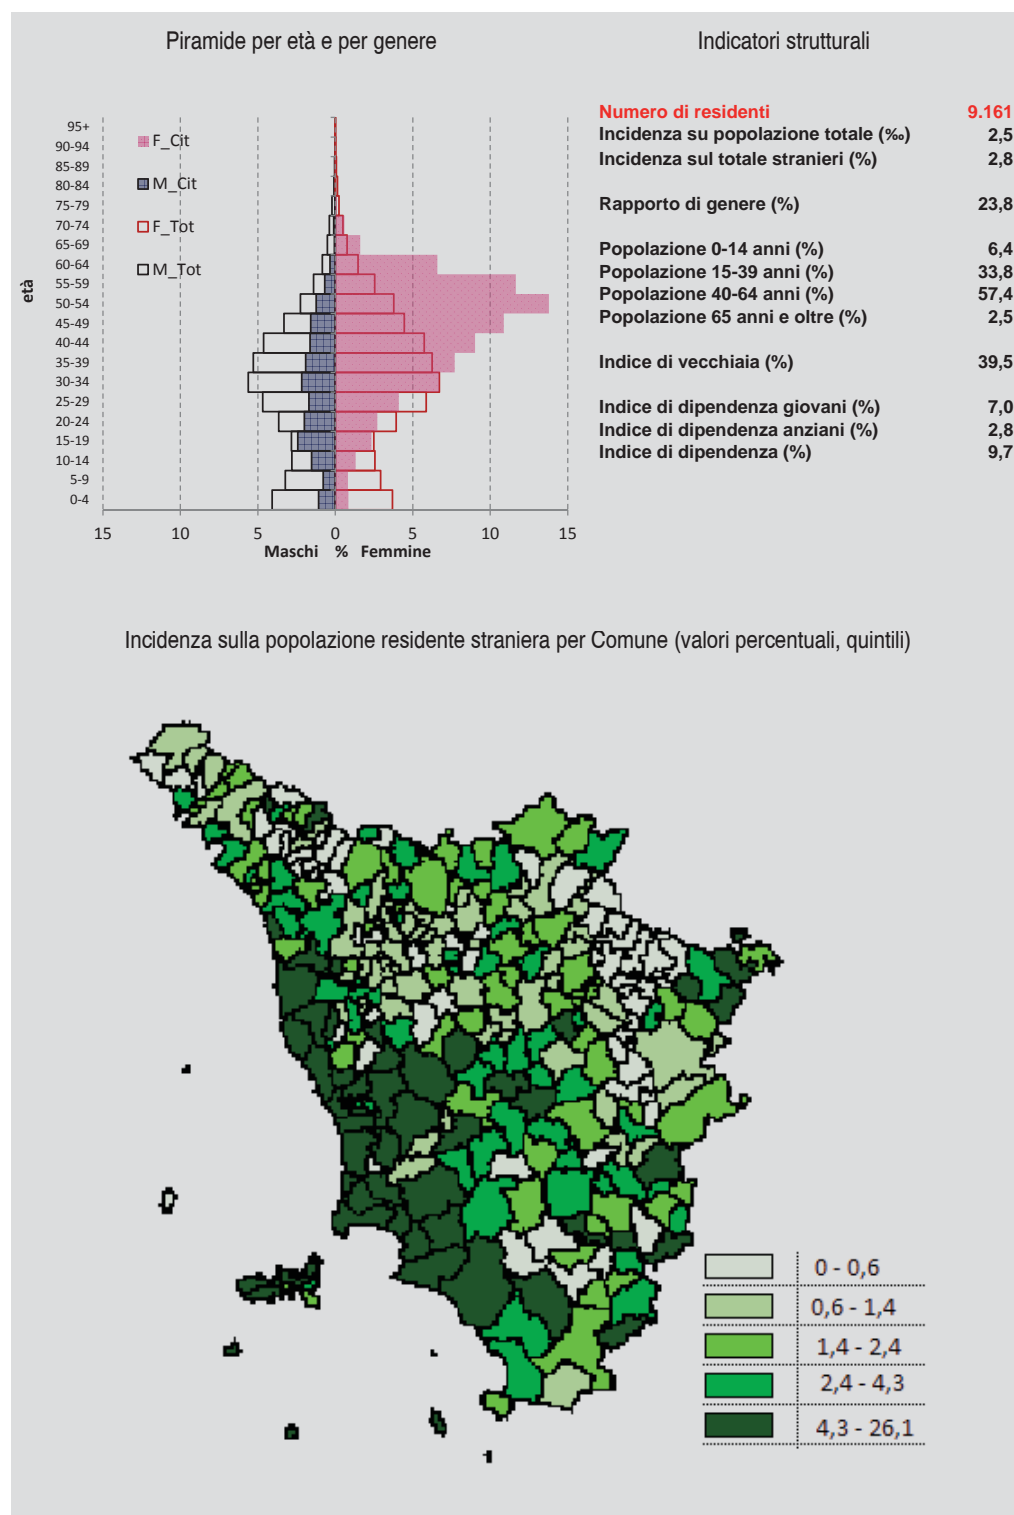 Piramide per età e per genere
Indicatori strutturali
95+
90-94
85-89
80-84
75-79
70-74
65-69
60-64
55-59
50-54
45-49
40-44
35-39
30-34
25-29
20-24
15-19
10-14
5-9
0-4
età
F_Cit
M_Cit
F_Tot
M_Tot
15 10 5 0 5 10 15
Maschi % Femmine
Numero di residenti 9.161
Incidenza su popolazione totale (‰) 2,5
Incidenza sul totale stranieri (%) 2,8
Rapporto di genere (%) 23,8
Popolazione 0-14 anni (%) 6,4
Popolazione 15-39 anni (%) 33,8
Popolazione 40-64 anni (%) 57,4
Popolazione 65 anni e oltre (%) 2,5
Indice di vecchiaia (%) 39,5
Indice di dipendenza giovani (%) 7,0
Indice di dipendenza anziani (%) 2,8
Indice di dipendenza (%) 9,7
Incidenza sulla popolazione residente straniera per Comune (valori percentuali, quintili)
0 - 0,6
0,6 - 1,4
1,4 - 2,4
2,4 - 4,3
4,3 - 26,1